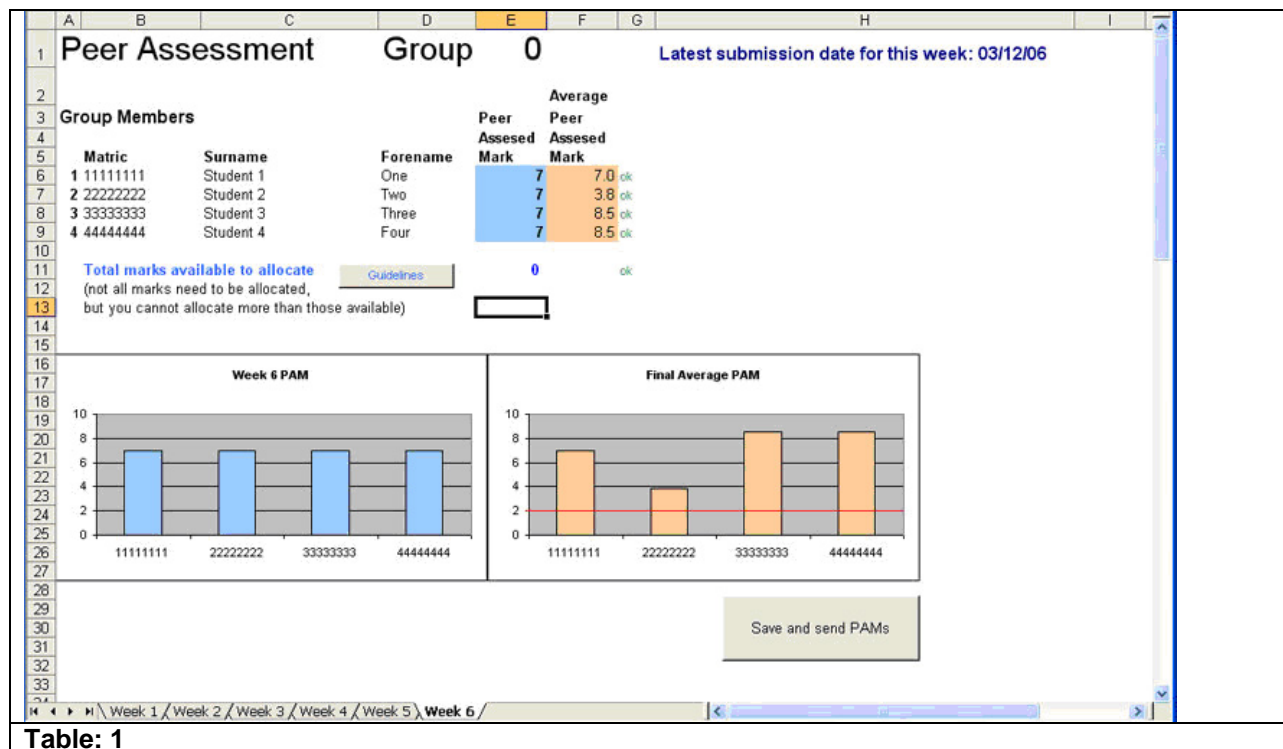 A B C D E F G H I
1 Peer Assessment Group 0 Latest submission date for this week: 03/12/06
2 Average
3 Group Members Peer Peer
4 Assesed Assesed
5 Matric Surname Forename Mark Mark
6 1 11111111 Student 1 One 7 7.0 ok
7 2 22222222 Student 2 Two 7 3.8 ok
8 3 33333333 Student 3 Three 7 8.5 ok
9 4 44444444 Student 4 Four 7 8.5 ok
10
11 Total marks available to allocate Guidelines 0 ok
12 (not all marks need to be allocated,
13 but you cannot allocate more than those available)
14
15
16
17 Week 6 PAM Final Average PAM
18
19 10 10
20 8 8
21 6 6
22
23 4 4
24 2 2
25 0 0
26 11111111 22222222 33333333 44444444 11111111 22222222 33333333 44444444
27
28
29
30 Save and send PAMs
31
32
33
Week 1 / Week 2 / Week 3 / Week 4 / Week 5 \ Week 6 /
Table: 1